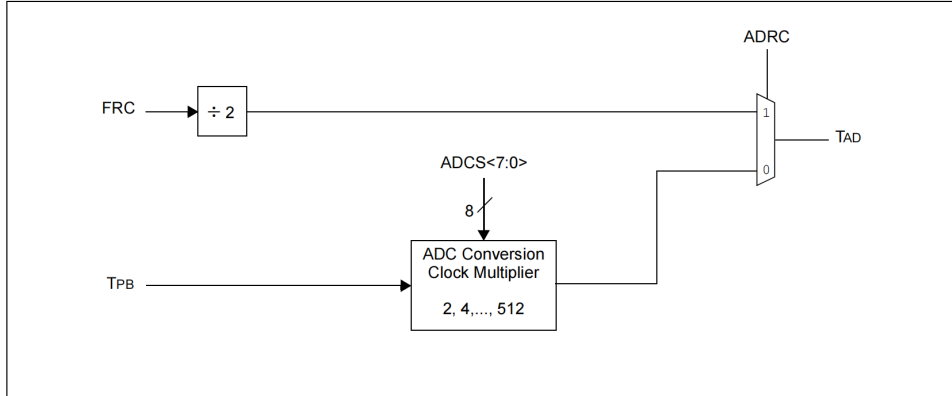 ADRC
FRC
÷ 2
1
TAD
ADCS<7:0>
0
8
ADC Conversion
Clock Multiplier
TPB
2, 4,..., 512